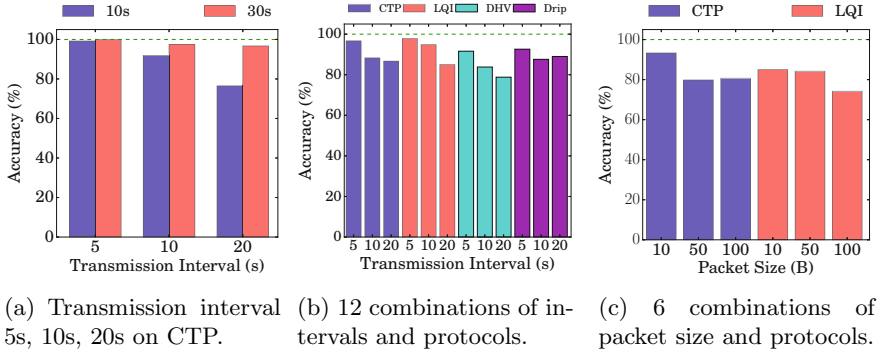 10s 30s
100
80
60
40
20
0
Accuracy (%)
5 10 20
Transmission Interval (s)
CTP LQI DHV Drip
100
80
60
40
20
0
Accuracy (%)
5 10 20 5 10 20 5 10 20 5 10 20
Transmission Interval (s)
CTP LQI
100
80
60
40
20
0
Accuracy (%)
10 50 100 10 50 100
Packet Size (B)
(a) Transmission interval
5s, 10s, 20s on CTP.
(b) 12 combinations of in-
tervals and protocols.
(c) 6 combinations of
packet size and protocols.